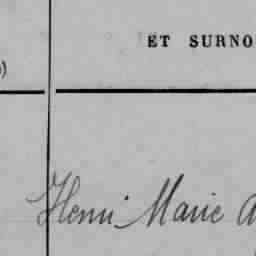 ET SURNO
)
Henri Marie